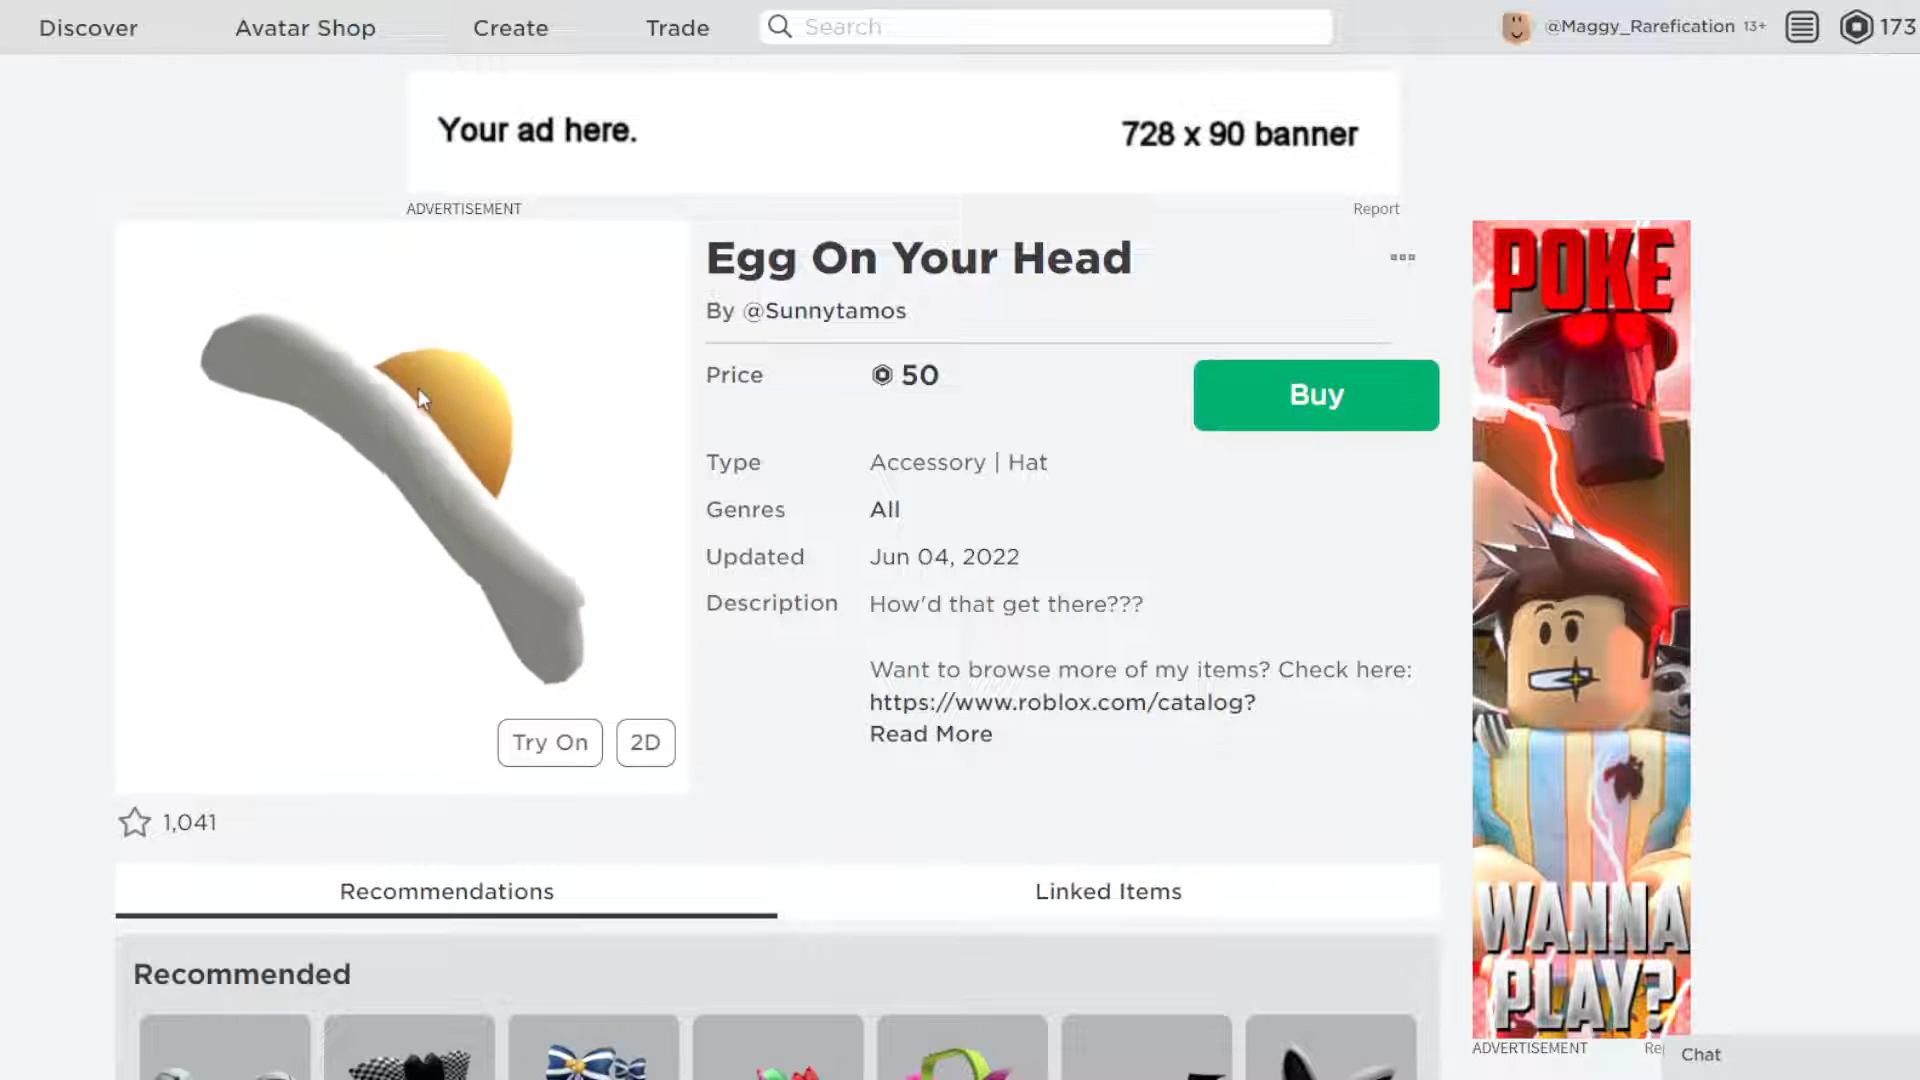 Discover Avatar Shop Create Trade Search @Maggy_Rarefication 13+ 173
Your ad here. 728 x 90 banner
ADVERTISEMENT Report
Egg On Your Head
By @Sunnytamos
Price 50
Buy
Type Accessory | Hat
Genres All
Updated Jun 04, 2022
Description How'd that get there???
Want to browse more of my items? Check here:
https://www.roblox.com/catalog?
Read More
Try On 2D
1,041
Recommendations Linked Items
Recommended
POKE
WANNA
PLAY?
ADVERTISEMENT
Chat